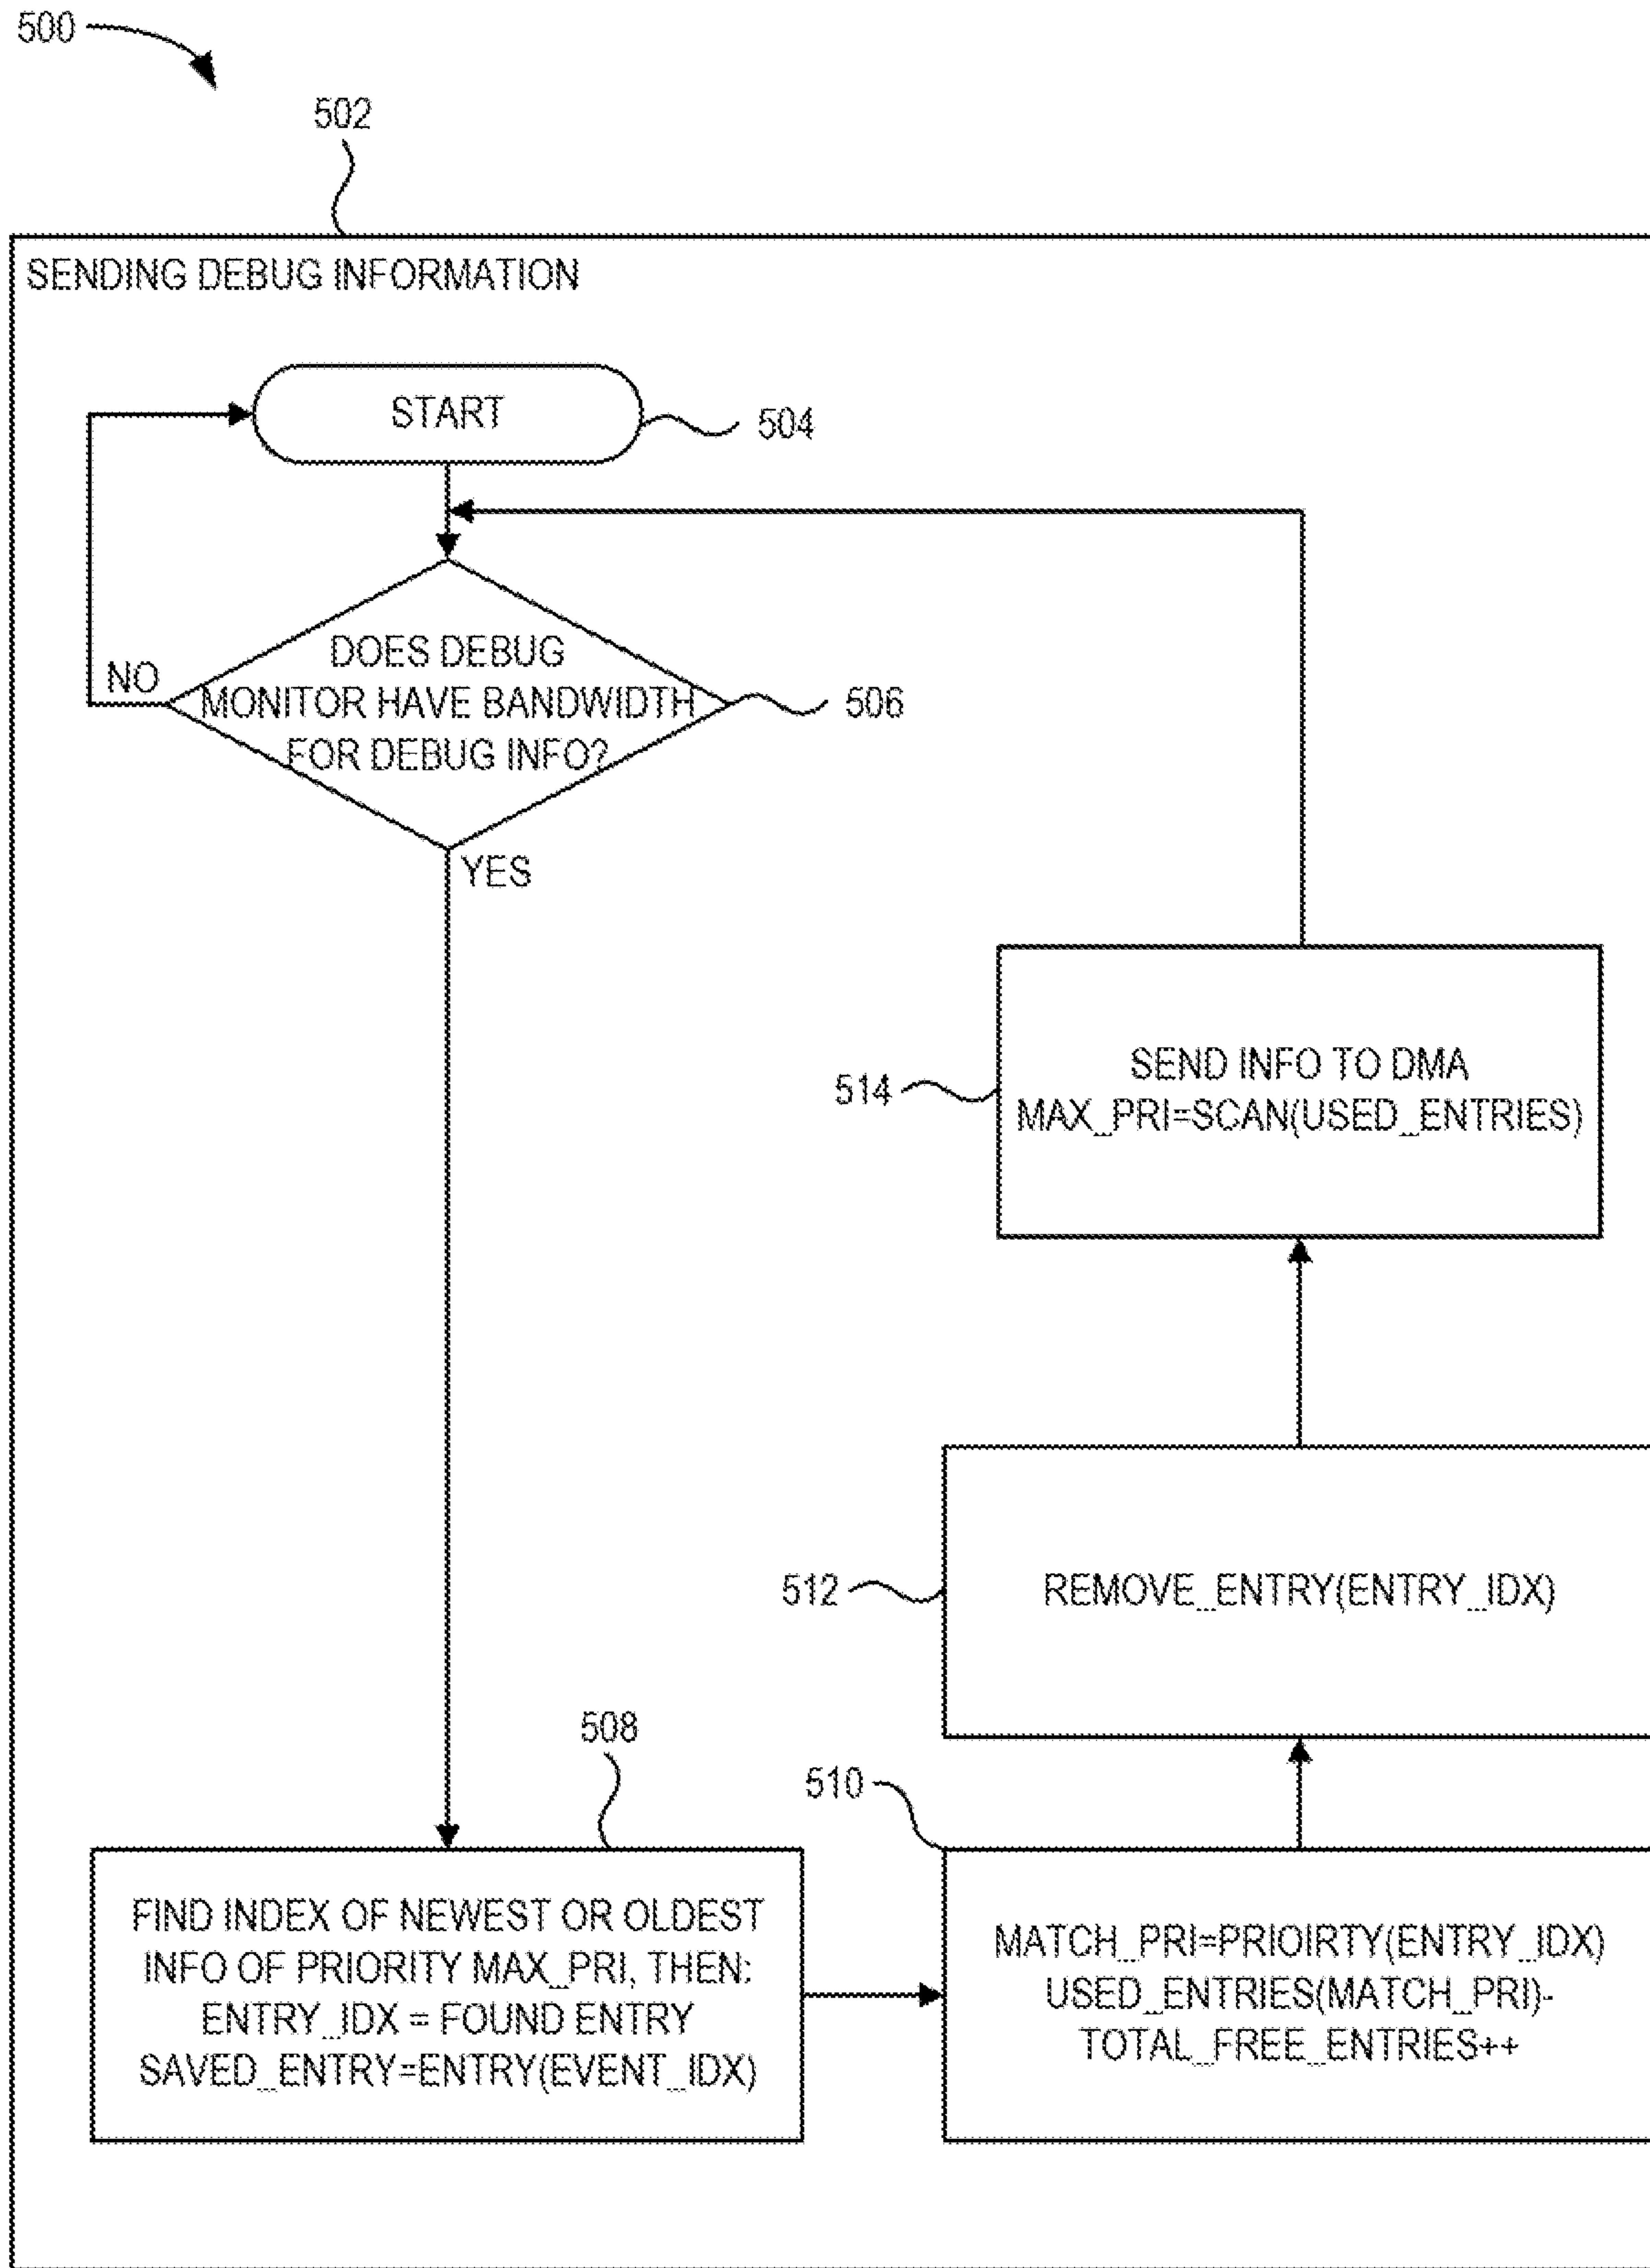 500
502
SENDING DEBUG INFORMATION
START
504
DOES DEBUG
NO
MONITOR HAVE BANDWIDTH
506
FOR DEBUG INFO?
YES
514
SEND INFO TO DMA
MAX_PRI=SCAN(USED_ENTRIES)
512
REMOVE_ENTRY(ENTRY_IDX)
508
510
FIND INDEX OF NEWEST OR OLDEST
INFO OF PRIORITY MAX_PRI, THEN:
ENTRY_IDX = FOUND ENTRY
SAVED_ENTRY=ENTRY(EVENT_IDX)
MATCH_PRI=PRIOIRTY(ENTRY_IDX)
USED_ENTRIES(MATCH_PRI)-
TOTAL_FREE_ENTRIES++